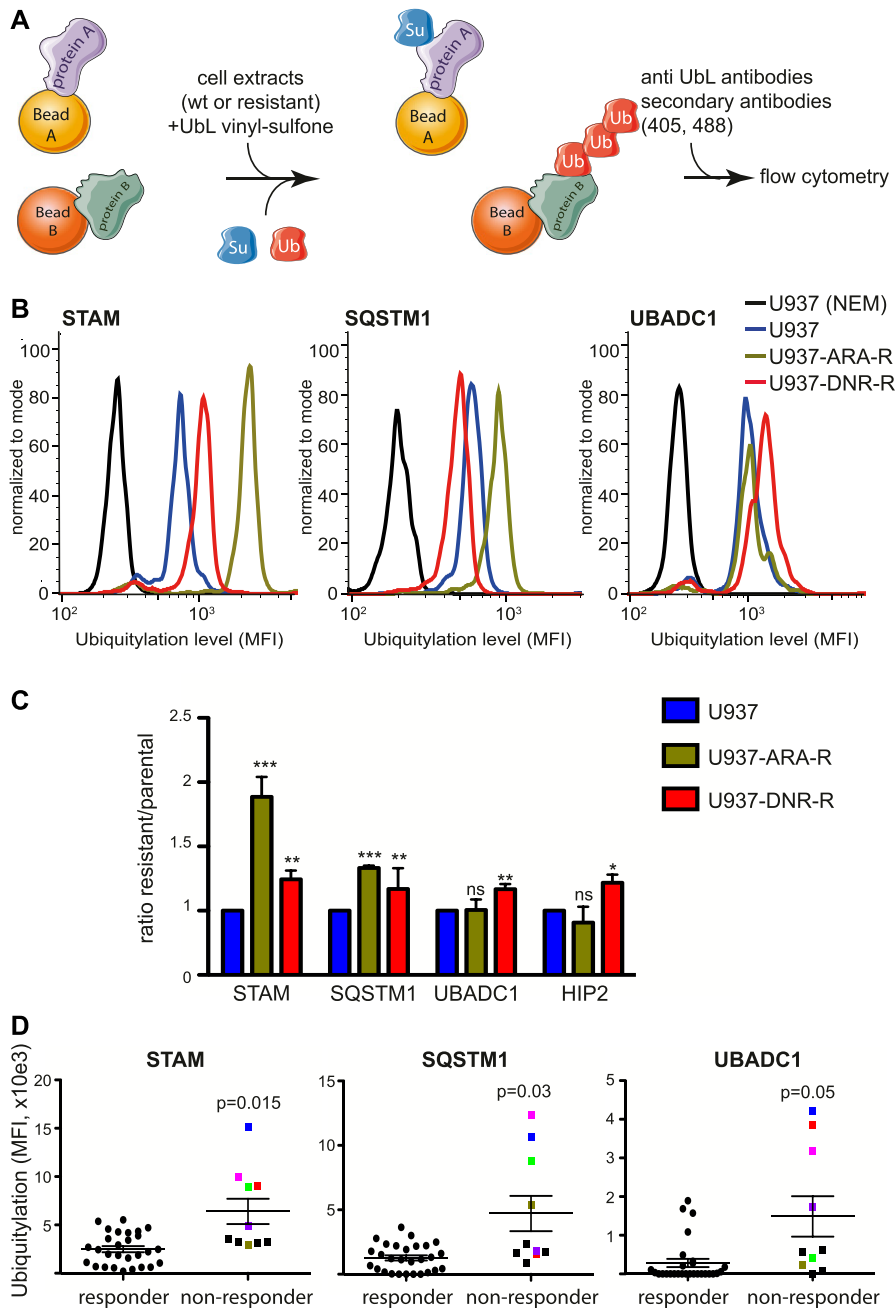 A
Su
protein A
protein A
Bead
A
cell extracts
(wt or resistant)
+UbL vinyl-sulfone
Bead
A
anti UbL antibodies
secondary antibodies
(405, 488)
Ub
Ub
Ub
flow cytometry
Bead
B
protein B
Bead
B
protein B
Su
Ub
B
STAM
SQSTM1
UBADC1
U937 (NEM)
U937
U937-ARA-R
U937-DNR-R
normalized to mode
100
80
60
40
20
0
10²
10³
Ubiquitylation level (MFI)
normalized to mode
100
80
60
40
20
0
10²
10³
Ubiquitylation level (MFI)
normalized to mode
100
80
60
40
20
0
10²
10³
Ubiquitylation level (MFI)
C
ratio resistant/parental
2.5
2
1.5
1
0
***
**
***
**
ns
**
ns
*
STAM
SQSTM1
UBADC1
HIP2
U937
U937-ARA-R
U937-DNR-R
D
Ubiquitylation (MFI, x10e3)
STAM
20
15
10
5
0
p=0.015
responder
non-responder
SQSTM1
15
10
5
0
p=0.03
responder
non-responder
UBADC1
5
4
3
2
1
0
p=0.05
responder
non-responder